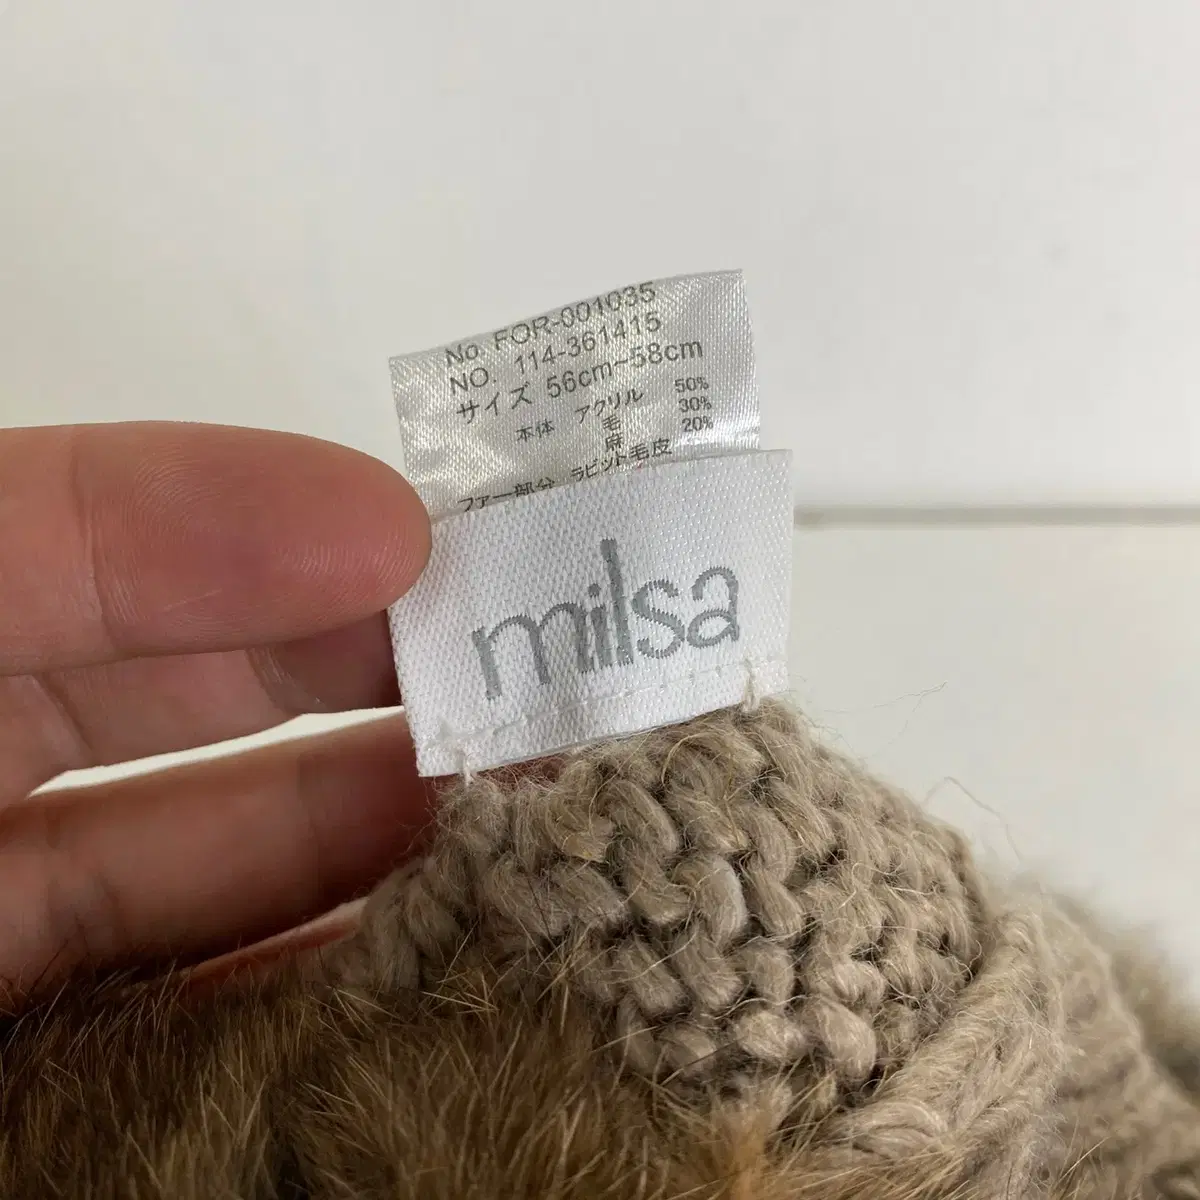 No FOR-001035
NO. 114-361415
サイズ 56cm~58cm
本体 アクリル 50%
毛 30%
麻 20%
ファー部分 ラビット毛皮
milsa